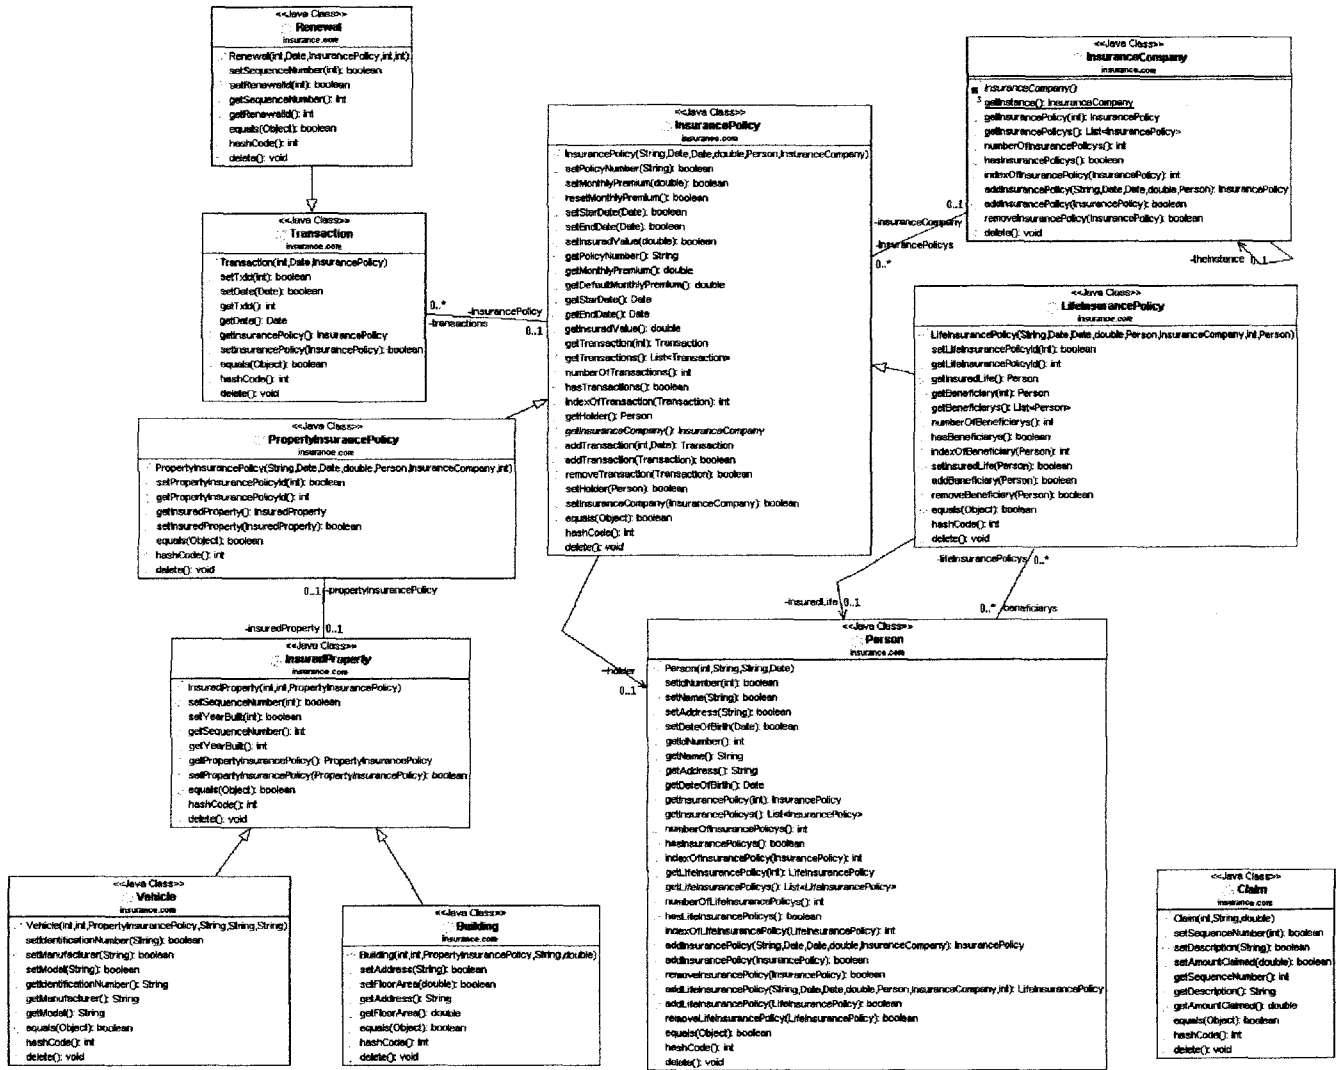 <<Java Class>>
Renewal
insurance.com
Renewal(int,Date,InsurancePolicy,int,int)
setSequenceNumber(int): boolean
setRenewalId(int): boolean
getSequenceNumber(): int
getRenewalId(): int
equals(Object): boolean
hashCode(): int
delete(): void
<<Java Class>>
Transaction
insurance.com
Transaction(int,Date,InsurancePolicy)
setTxId(int): boolean
setDate(Date): boolean
getTxId(): int
getDate(): Date
getInsurancePolicy(): InsurancePolicy
setInsurancePolicy(InsurancePolicy): boolean
equals(Object): boolean
hashCode(): int
delete(): void
0..*
-transactions
-insurancePolicy
0..1
<<Java Class>>
InsurancePolicy
insurance.com
InsurancePolicy(String,Date,Date,double,Person,InsuranceCompany)
setPolicyNumber(String): boolean
setMonthlyPremium(double): boolean
resetMonthlyPremium(): boolean
setStarDate(Date): boolean
setEndDate(Date): boolean
setInsuredValue(double): boolean
getPolicyNumber(): String
getMonthlyPremium(): double
getDefaultMonthlyPremium(): double
getStarDate(): Date
getEndDate(): Date
getInsuredValue(): double
getTransaction(int): Transaction
getTransactions(): List<Transaction>
numberOfTransactions(): int
hasTransactions(): boolean
indexOfTransaction(Transaction): int
getHolder(): Person
getInsuranceCompany(): InsuranceCompany
addTransaction(int,Date): Transaction
addTransaction(Transaction): boolean
removeTransaction(Transaction): boolean
setHolder(Person): boolean
setInsuranceCompany(InsuranceCompany): boolean
equals(Object): boolean
hashCode(): int
delete(): void
<<Java Class>>
InsuranceCompany
insurance.com
InsuranceCompany()
getInstance(): InsuranceCompany
getInsurancePolicy(int): InsurancePolicy
getInsurancePolicys(): List<InsurancePolicy>
numberOfInsurancePolicys(): int
hasInsurancePolicys(): boolean
indexOfInsurancePolicy(InsurancePolicy): int
addInsurancePolicy(String,Date,Date,double,Person): InsurancePolicy
addInsurancePolicy(InsurancePolicy): boolean
removeInsurancePolicy(InsurancePolicy): boolean
delete(): void
0..1
-insuranceCompany
-insurancePolicys
0..*
-theInstance
0..1
<<Java Class>>
LifeInsurancePolicy
insurance.com
LifeInsurancePolicy(String,Date,Date,double,Person,InsuranceCompany,int,Person)
setLifeInsurancePolicyId(int): boolean
getLifeInsurancePolicyId(): int
getInsuredLife(): Person
getBeneficiary(int): Person
getBeneficiarys(): List<Person>
numberOfBeneficiarys(): int
hasBeneficiarys(): boolean
indexOfBeneficiary(Person): int
setInsuredLife(Person): boolean
addBeneficiary(Person): boolean
removeBeneficiary(Person): boolean
equals(Object): boolean
hashCode(): int
delete(): void
-lifeInsurancePolicys
0..*
-insuredLife
0..1
0..*
-beneficiarys
<<Java Class>>
PropertyInsurancePolicy
insurance.com
PropertyInsurancePolicy(String,Date,Date,double,Person,InsuranceCompany,int)
setPropertyInsurancePolicyId(int): boolean
getPropertyInsurancePolicyId(): int
getInsuredProperty(): InsuredProperty
setInsuredProperty(InsuredProperty): boolean
equals(Object): boolean
hashCode(): int
delete(): void
0..1
-propertyInsurancePolicy
-insuredProperty
0..1
<<Java Class>>
InsuredProperty
insurance.com
InsuredProperty(int,int,PropertyInsurancePolicy)
setSequenceNumber(int): boolean
setYearBuilt(int): boolean
getSequenceNumber(): int
getYearBuilt(): int
getPropertyInsurancePolicy(): PropertyInsurancePolicy
setPropertyInsurancePolicy(PropertyInsurancePolicy): boolean
equals(Object): boolean
hashCode(): int
delete(): void
-holder
0..1
<<Java Class>>
Person
insurance.com
Person(int,String,String,Date)
setIdNumber(int): boolean
setName(String): boolean
setAddress(String): boolean
setDateOfBirth(Date): boolean
getIdNumber(): int
getName(): String
getAddress(): String
getDateOfBirth(): Date
getInsurancePolicy(int): InsurancePolicy
getInsurancePolicys(): List<InsurancePolicy>
numberOfInsurancePolicys(): int
hasInsurancePolicys(): boolean
indexOfInsurancePolicy(InsurancePolicy): int
getLifeInsurancePolicy(int): LifeInsurancePolicy
getLifeInsurancePolicys(): List<LifeInsurancePolicy>
numberOfLifeInsurancePolicys(): int
hasLifeInsurancePolicys(): boolean
indexOfLifeInsurancePolicy(LifeInsurancePolicy): int
addInsurancePolicy(String,Date,Date,double,InsuranceCompany): InsurancePolicy
addInsurancePolicy(InsurancePolicy): boolean
removeInsurancePolicy(InsurancePolicy): boolean
addLifeInsurancePolicy(String,Date,Date,double,Person,InsuranceCompany,int): LifeInsurancePolicy
addLifeInsurancePolicy(LifeInsurancePolicy): boolean
removeLifeInsurancePolicy(LifeInsurancePolicy): boolean
equals(Object): boolean
hashCode(): int
delete(): void
<<Java Class>>
Vehicle
insurance.com
Vehicle(int,int,PropertyInsurancePolicy,String,String,String)
setIdentificationNumber(String): boolean
setManufacturer(String): boolean
setModel(String): boolean
getIdentificationNumber(): String
getManufacturer(): String
getModel(): String
equals(Object): boolean
hashCode(): int
delete(): void
<<Java Class>>
Building
insurance.com
Building(int,int,PropertyInsurancePolicy,String,double)
setAddress(String): boolean
setFloorArea(double): boolean
getAddress(): String
getFloorArea(): double
equals(Object): boolean
hashCode(): int
delete(): void
<<Java Class>>
Claim
insurance.com
Claim(int,String,double)
setSequenceNumber(int): boolean
setDescription(String): boolean
setAmountClaimed(double): boolean
getSequenceNumber(): int
getDescription(): String
getAmountClaimed(): double
equals(Object): boolean
hashCode(): int
delete(): void